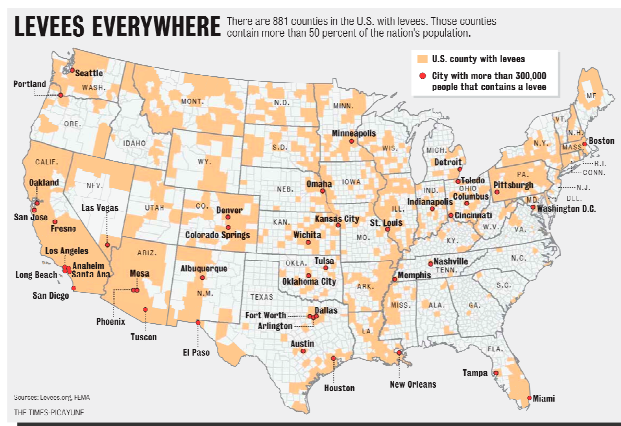 LEVEES EVERYWHERE
There are 881 counties in the U.S. with levees. Those counties
contain more than 50 percent of the nation's population.
U.S. county with levees
City with more than 300,000
people that contains a levee
Seattle
Portland
WASH.
MONT.
N.D.
MINN.
ME.
VT.
N.H.
Boston
MASS.
N.Y.
ORE.
IDAHO
Minneapolis
WIS.
MICH.
R.I.
CONN.
S.D.
WY.
Detroit
PA.
CALIF.
NEV.
Oakland
Omaha
IOWA
Toledo
OHIO
Pittsburgh
N.J.
NEB.
IND.
Columbus
DEL.
MD.
Las Vegas
UTAH
CO.
Denver
Indianapolis
ILL.
Washington D.C.
San Jose
Fresno
Colorado Springs
KAN.
Kansas City
St. Louis
Cincinnati
W.V.
VA.
Wichita
MO.
KY.
Los Angeles
ARIZ.
N.C.
Anaheim
Santa Ana
Long Beach
Mesa
Albuquerque
OKLA.
Tulsa
Nashville
TENN.
Memphis
Oklahoma City
San Diego
N.M.
TEXAS
ARK.
S.C.
MISS.
ALA.
GA.
Phoenix
Tuscon
Fort Worth
Dallas
Arlington
LA.
El Paso
Austin
FLA.
Houston
New Orleans
Tampa
Miami
Sources: Levees.org, FEMA
THE TIMES-PICAYUNE